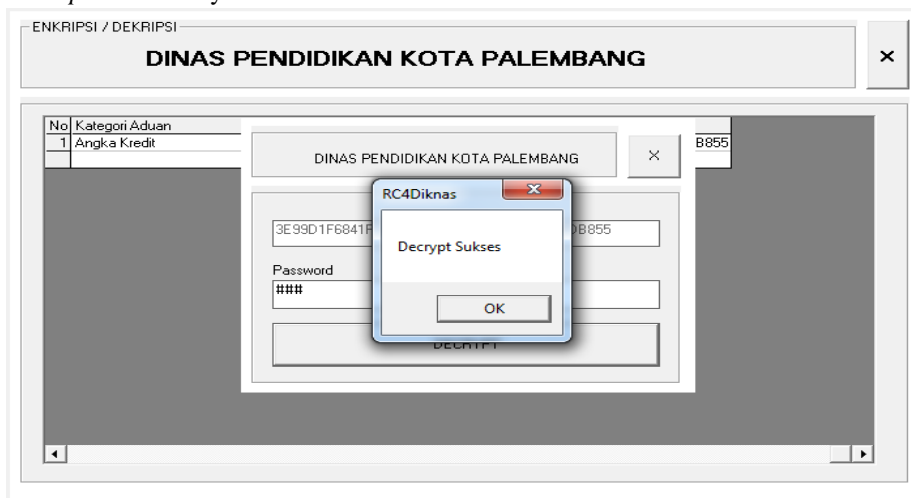 ENKRIPSI / DEKRIPSI
DINAS PENDIDIKAN KOTA PALEMBANG
×
No Kategori Aduan
1 Angka Kredit B855
DINAS PENDIDIKAN KOTA PALEMBANG ×
RC4Diknas x
3E99D1F6841F B855
Decrypt Sukses
Password
###
OK
DECRYPT